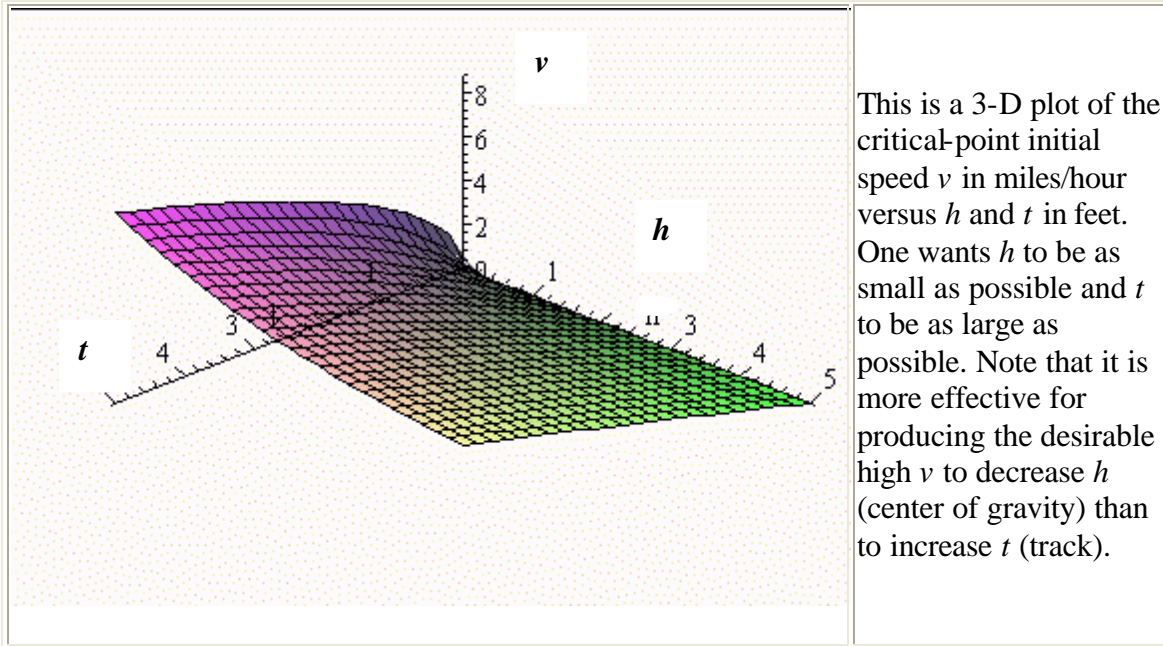 v
8
6
4
2
0
h
1
1
3
4
5
3
4
t
This is a 3-D plot of the
critical-point initial
speed v in miles/hour
versus h and t in feet.
One wants h to be as
small as possible and t
to be as large as
possible. Note that it is
more effective for
producing the desirable
high v to decrease h
(center of gravity) than
to increase t (track).